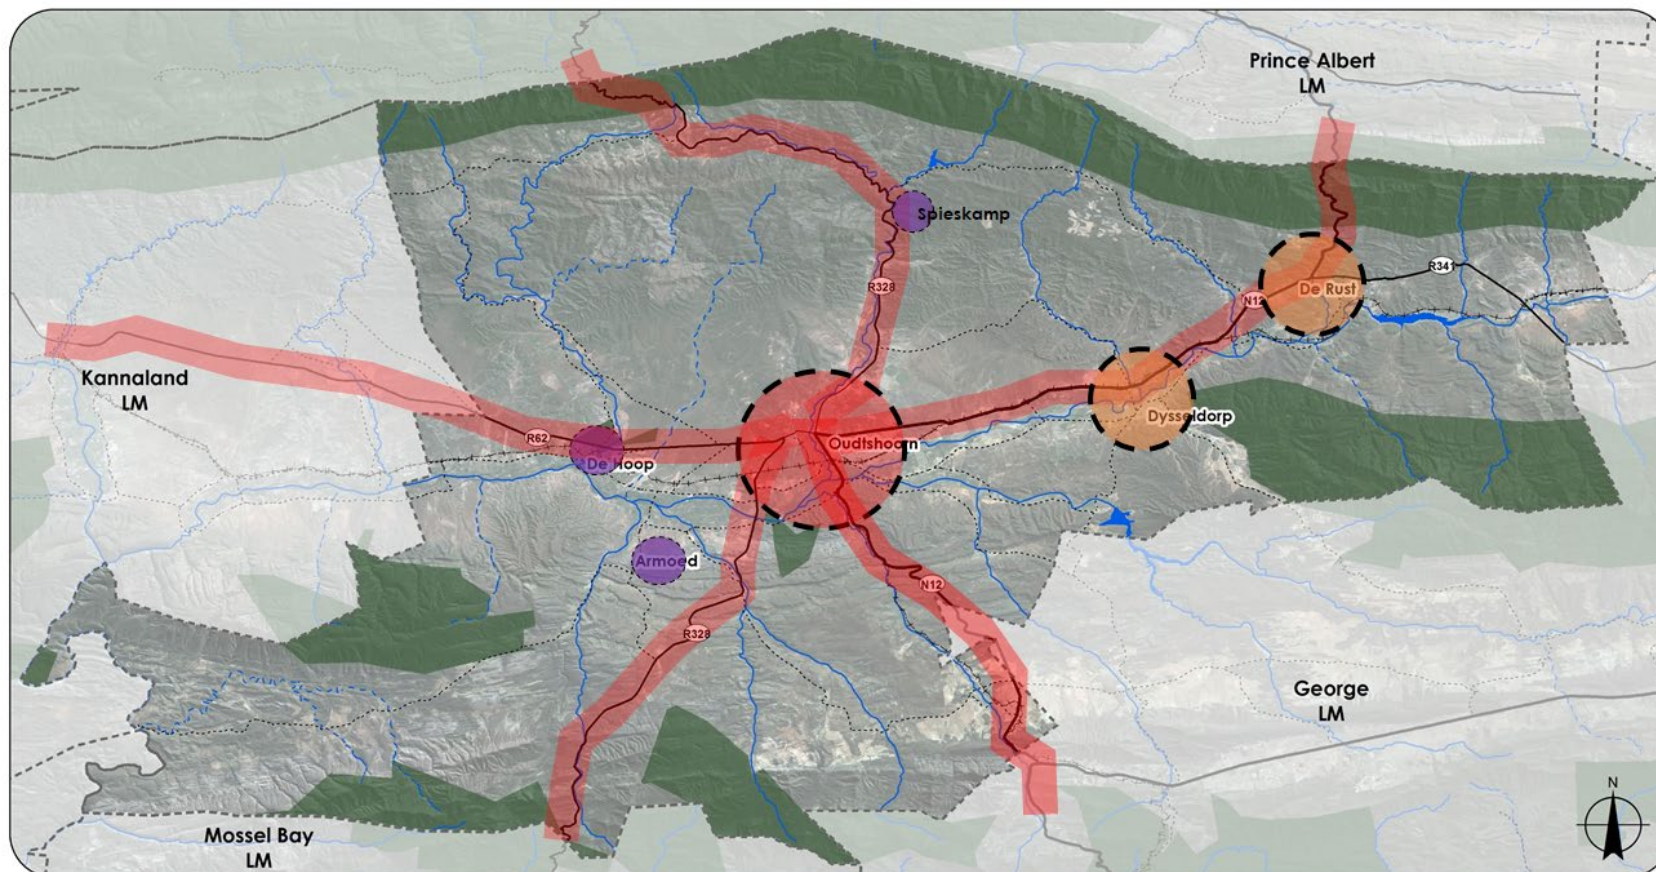 Prince Albert
LM
Spieskamp
R341
R328
De Rust
N12
Kannaland
LM
Dysseldorp
R62
Oudtshoorn
De Hoop
Armoed
N12
R328
George
LM
N
Mossel Bay
LM